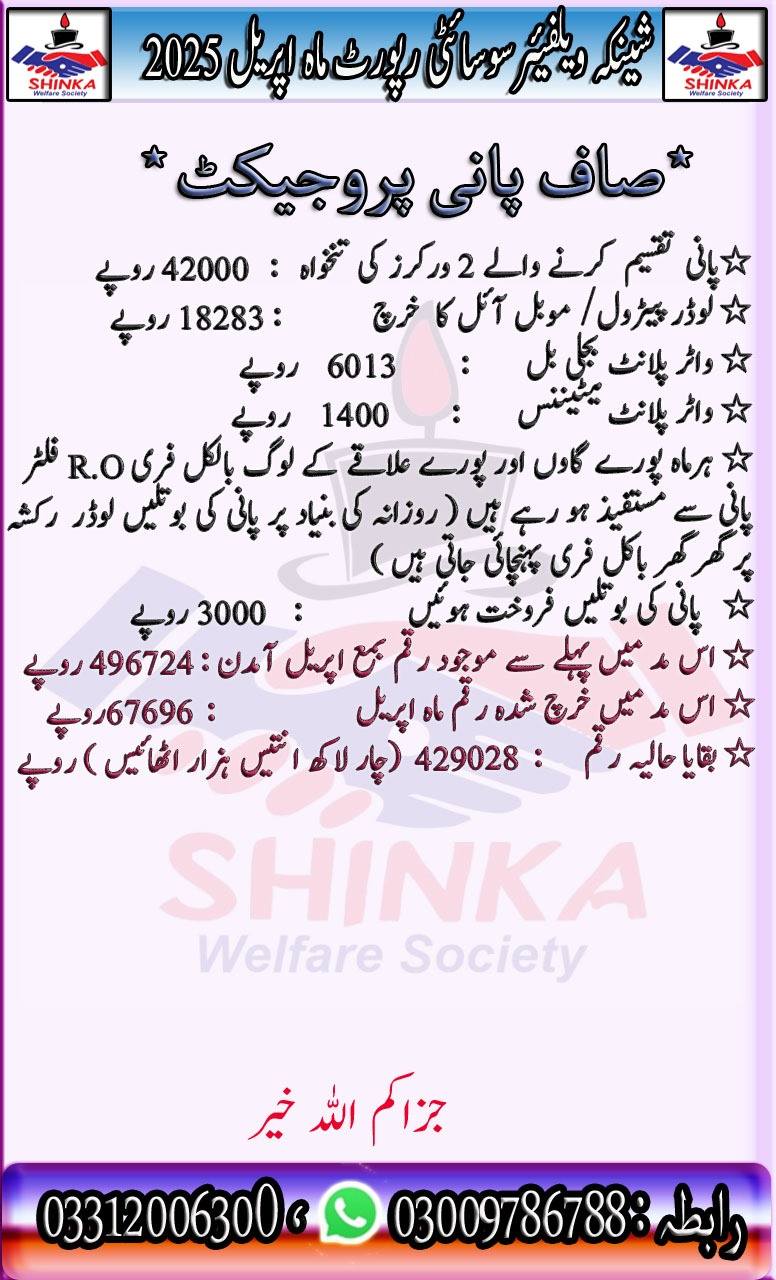 SHINKA
Welfare Society
شینکہ ویلفیئر سوسائٹی رپورٹ ماہ اپریل 2025
SHINKA
Welfare Society
*صاف پانی پروجیکٹ*
☆پانی تقسیم کرنے والے 2 ورکرز کی تنخواہ : 42000 روپے
☆ لوڈر پیٹرول/ موبل آئل کا خرچ : 18283 روپے
☆ واٹر پلانٹ بجلی بل : 6013 روپے
☆ واٹر پلانٹ میٹیننس : 1400 روپے
☆ ہر ماہ پورے گاوں اور پورے علاقے کے لوگ بالکل فری R.O فلٹر
پانی سے مستفیذ ہو رہے ہیں ( روزانہ کی بنیاد پر پانی کی بوتلیں لوڈر رکشہ
پر گھر گھر باکل فری پہنچائی جاتی ہیں )
☆ پانی کی بوتلیں فروخت ہوئیں : 3000 روپے
☆ اس مد میں پہلے سے موجود رقم بمع اپریل آمدن : 496724 روپے
☆ اس مد میں خرچ شدہ رقم ماہ اپریل : 67696روپے
☆ بقایا حالیہ رقم : 429028 (چار لاکھ انتیس ہزار اٹھائیس ) روپے
SHINKA
Welfare Society
جزاکم اللہ خیر
رابطہ : 03009786788 ، 03312006300